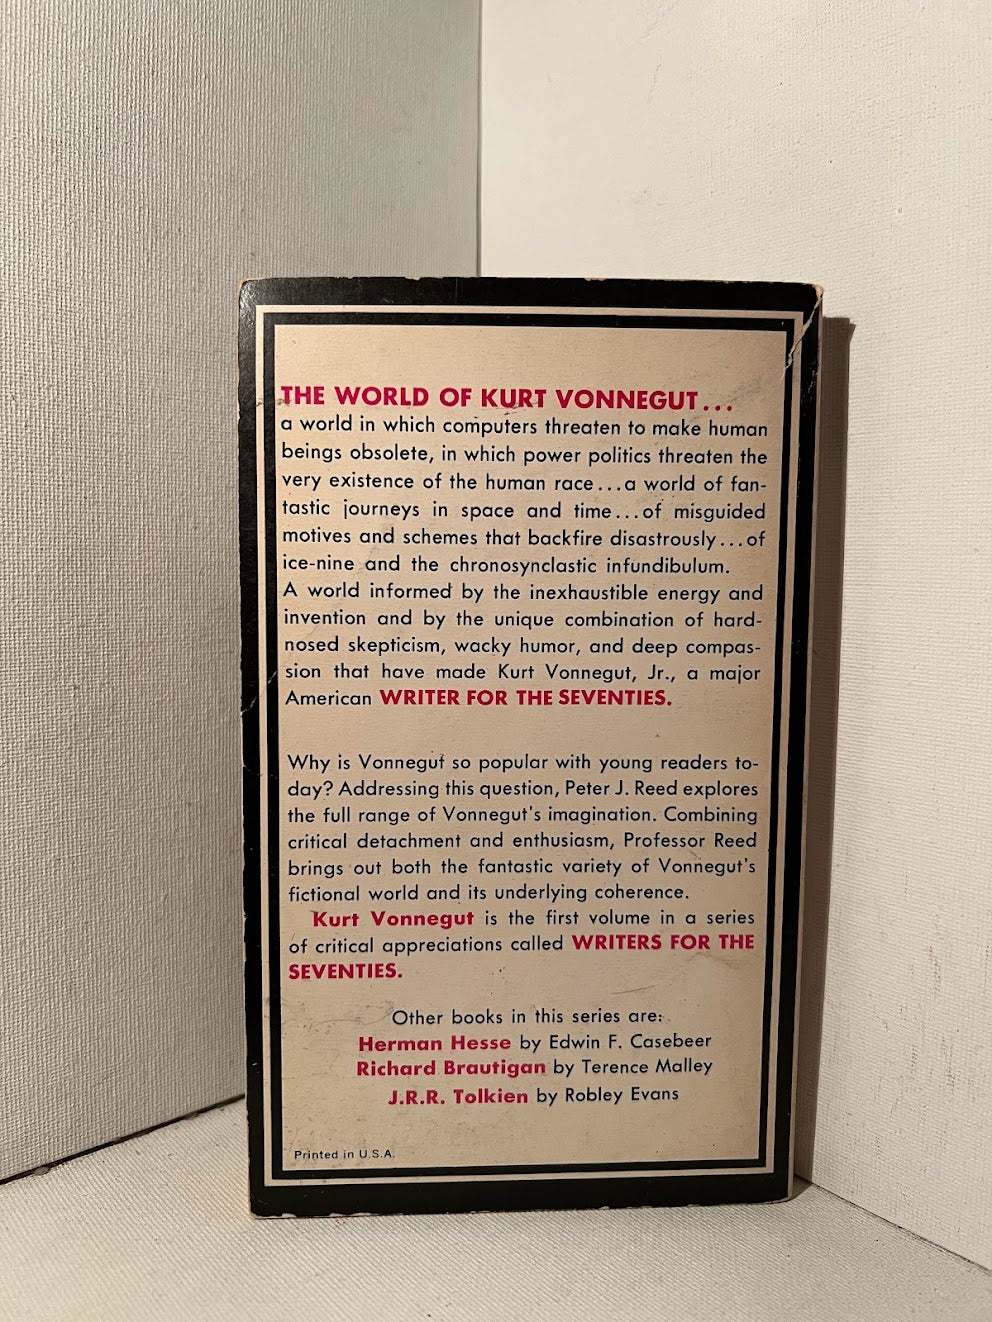 THE WORLD OF KURT VONNEGUT...
a world in which computers threaten to make human
beings obsolete, in which power politics threaten the
very existence of the human race...a world of fan-
tastic journeys in space and time...of misguided
motives and schemes that backfire disastrously...of
ice-nine and the chronosynclastic infundibulum.
A world informed by the inexhaustible energy and
invention and by the unique combination of hard-
nosed skepticism, wacky humor, and deep compas-
sion that have made Kurt Vonnegut, Jr., a major
American WRITER FOR THE SEVENTIES.
Why is Vonnegut so popular with young readers to-
day? Addressing this question, Peter J. Reed explores
the full range of Vonnegut's imagination. Combining
critical detachment and enthusiasm, Professor Reed
brings out both the fantastic variety of Vonnegut's
fictional world and its underlying coherence.
Kurt Vonnegut is the first volume in a series
of critical appreciations called WRITERS FOR THE
SEVENTIES.
Other books in this series are:
Herman Hesse by Edwin F. Casebeer
Richard Brautigan by Terence Malley
J.R.R. Tolkien by Robley Evans
Printed in U.S.A.